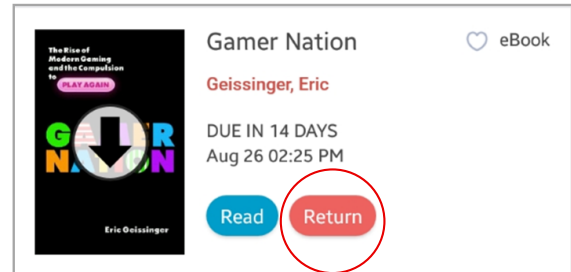 The Rise of
Modern Gaming
and the Compulsion
to
PLAY AGAIN
GAMER
NATION
Eric Geissinger
Gamer Nation
eBook
Geissinger, Eric
DUE IN 14 DAYS
Aug 26 02:25 PM
Read
Return